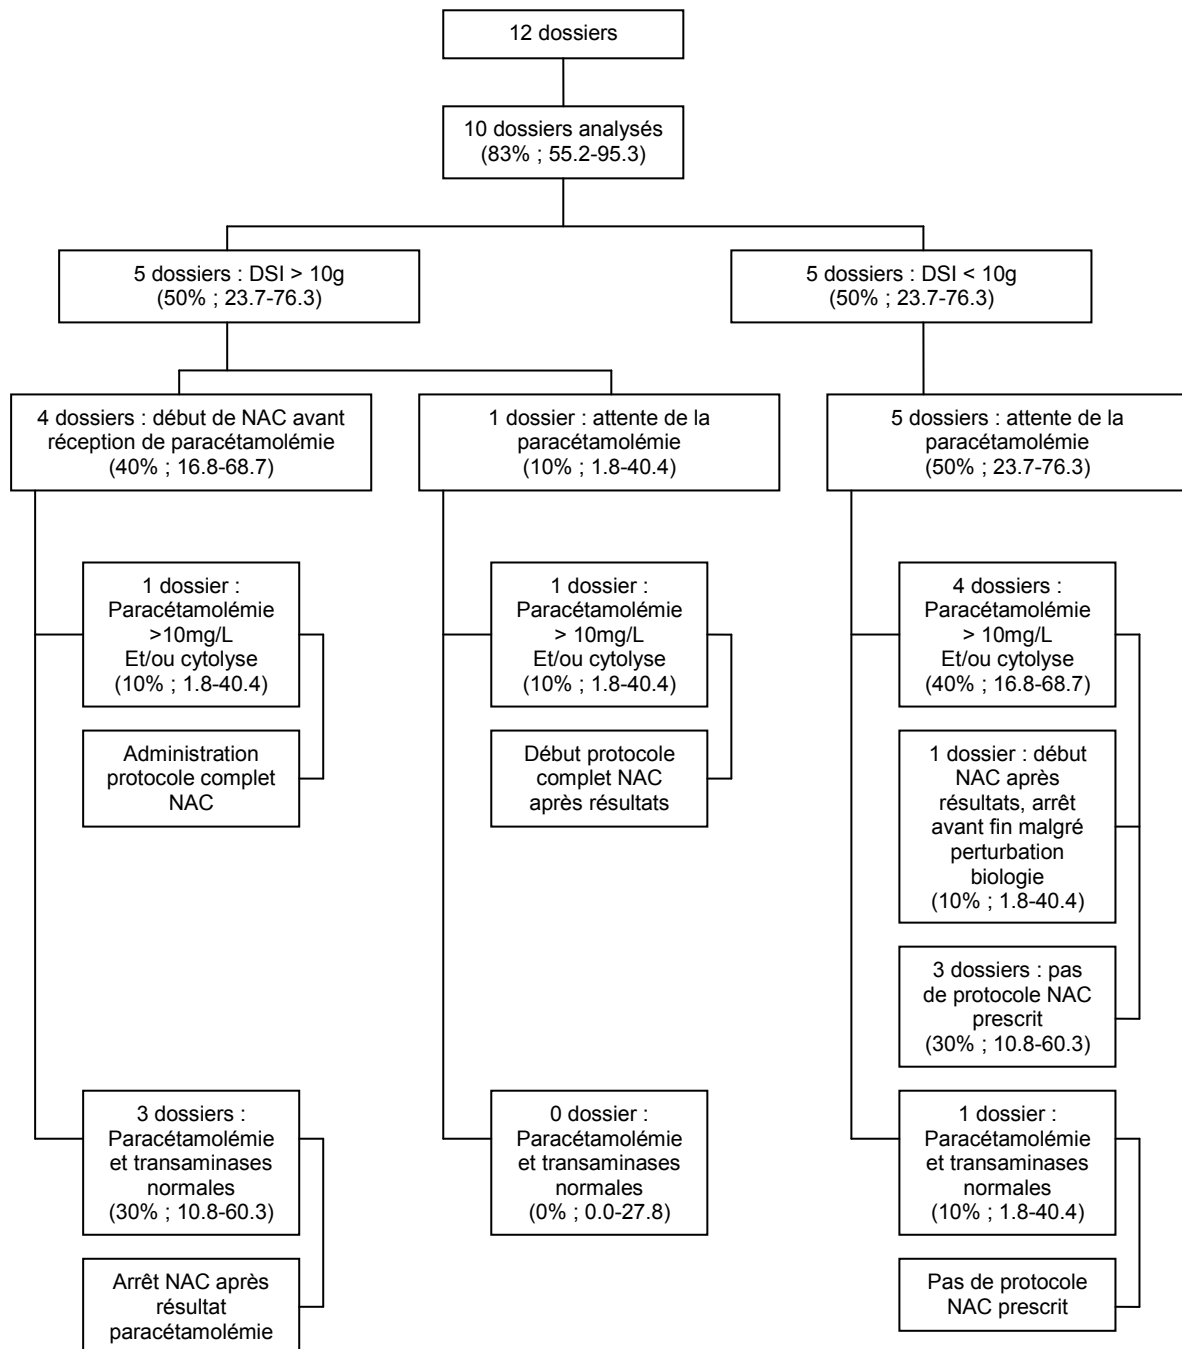 12 dossiers
10 dossiers analysés
(83% ; 55.2-95.3)
5 dossiers : DSI > 10g
(50% ; 23.7-76.3)
5 dossiers : DSI < 10g
(50% ; 23.7-76.3)
4 dossiers : début de NAC avant
réception de paracétamolémie
(40% ; 16.8-68.7)
1 dossier : attente de la
paracétamolémie
(10% ; 1.8-40.4)
5 dossiers : attente de la
paracétamolémie
(50% ; 23.7-76.3)
1 dossier :
Paracétamolémie
>10mg/L
Et/ou cytolyse
(10% ; 1.8-40.4)
1 dossier :
Paracétamolémie
> 10mg/L
Et/ou cytolyse
(10% ; 1.8-40.4)
4 dossiers :
Paracétamolémie
> 10mg/L
Et/ou cytolyse
(40% ; 16.8-68.7)
Administration
protocole complet
NAC
Début protocole
complet NAC
après résultats
1 dossier : début
NAC après
résultats, arrêt
avant fin malgré
perturbation
biologie
(10% ; 1.8-40.4)
3 dossiers : pas
de protocole NAC
prescrit
(30% ; 10.8-60.3)
3 dossiers :
Paracétamolémie
et transaminases
normales
(30% ; 10.8-60.3)
0 dossier :
Paracétamolémie
et transaminases
normales
(0% ; 0.0-27.8)
1 dossier :
Paracétamolémie
et transaminases
normales
(10% ; 1.8-40.4)
Arrêt NAC après
résultat
paracétamolémie
Pas de protocole
NAC prescrit